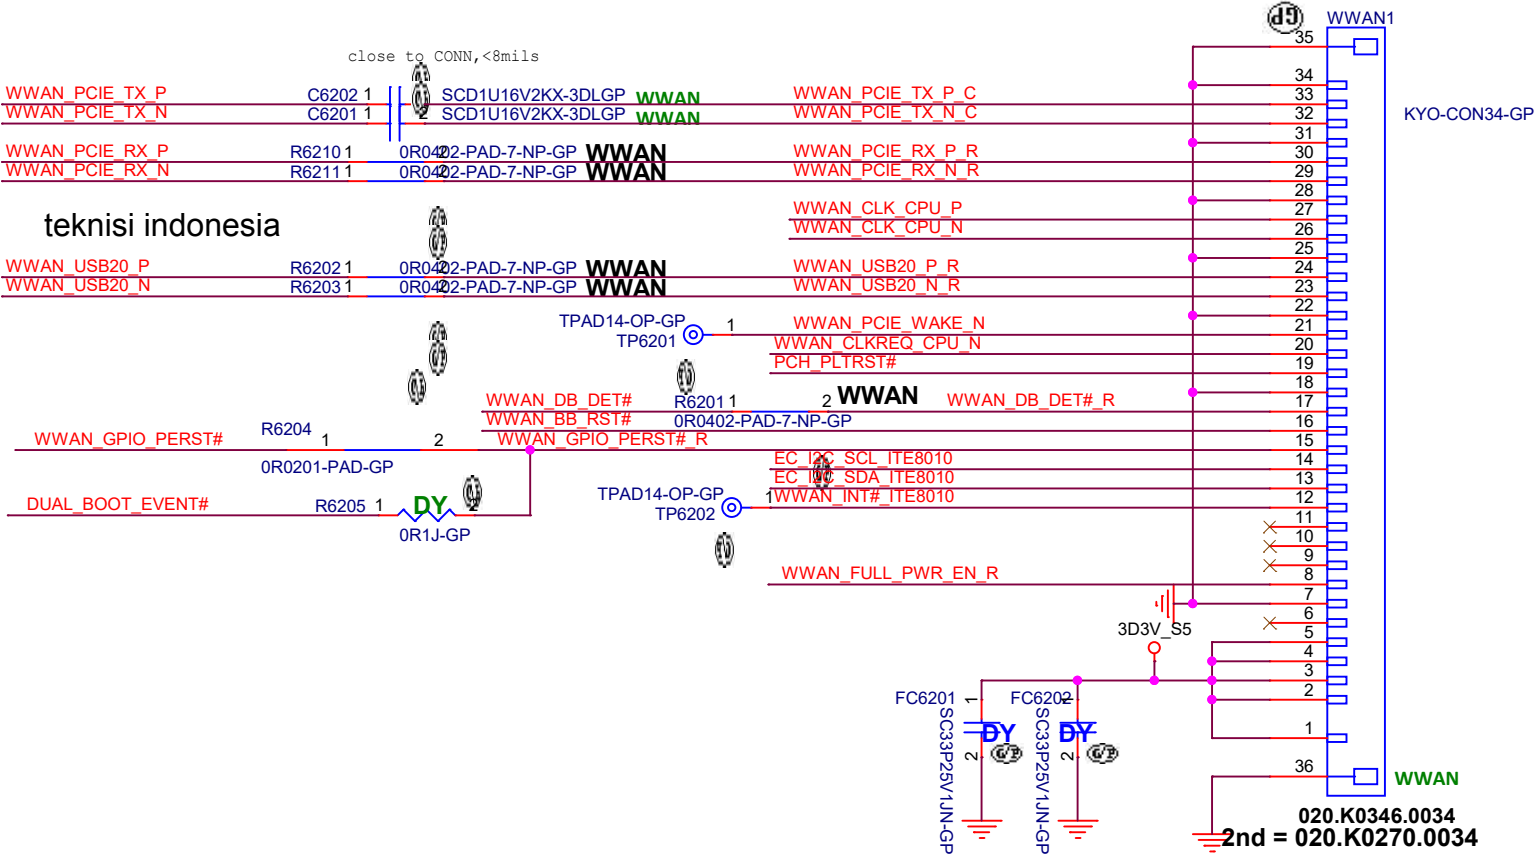 WWAN1
35
close to CONN,<8mils
34
WWAN_PCIE_TX_P
C6202 1
SCD1U16V2KX-3DLGP WWAN
WWAN_PCIE_TX_P_C
33
KYO-CON34-GP
WWAN_PCIE_TX_N
C6201 1
2
SCD1U16V2KX-3DLGP WWAN
WWAN_PCIE_TX_N_C
32
31
WWAN_PCIE_RX_P
R6210 1
2
0R0402-PAD-7-NP-GP WWAN
WWAN_PCIE_RX_P_R
30
WWAN_PCIE_RX_N
R6211 1
2
0R0402-PAD-7-NP-GP WWAN
WWAN_PCIE_RX_N_R
29
28
WWAN_CLK_CPU_P
27
teknisi indonesia
WWAN_CLK_CPU_N
26
25
WWAN_USB20_P
R6202 1
2
0R0402-PAD-7-NP-GP WWAN
WWAN_USB20_P_R
24
WWAN_USB20_N
R6203 1
2
0R0402-PAD-7-NP-GP WWAN
WWAN_USB20_N_R
23
22
TPAD14-OP-GP
TP6201
1
WWAN_PCIE_WAKE_N
21
WWAN_CLKREQ_CPU_N
20
PCH_PLTRST#
19
18
WWAN_DB_DET#
R6201 1
2
WWAN
WWAN_DB_DET#_R
17
WWAN_BB_RST#
0R0402-PAD-7-NP-GP
16
WWAN_GPIO_PERST#
R6204
1
2
WWAN_GPIO_PERST#_R
15
0R0201-PAD-GP
EC_I2C_SCL_ITE8010
14
EC_I2C_SDA_ITE8010
13
DUAL_BOOT_EVENT#
R6205 1
DY
2
0R1J-GP
TPAD14-OP-GP
TP6202
1
WWAN_INT#_ITE8010
12
11
10
9
WWAN_FULL_PWR_EN_R
8
7
6
3D3V_S5
5
4
3
2
FC6201
1
DY
2
SC33P25V1JN-GP
FC6202
1
DY
2
SC33P25V1JN-GP
1
36
WWAN
020.K0346.0034
2nd = 020.K0270.0034